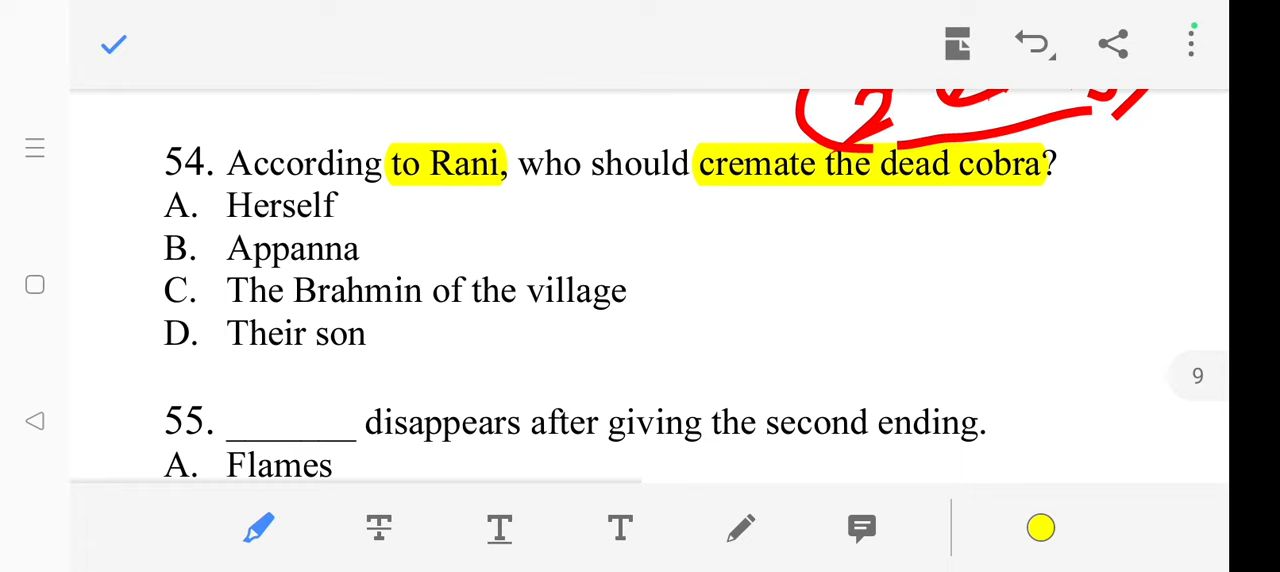 54. According to Rani, who should cremate the dead cobra?
A. Herself
B. Appanna
C. The Brahmin of the village
D. Their son
9
55. _______ disappears after giving the second ending.
A. Flames
T T T